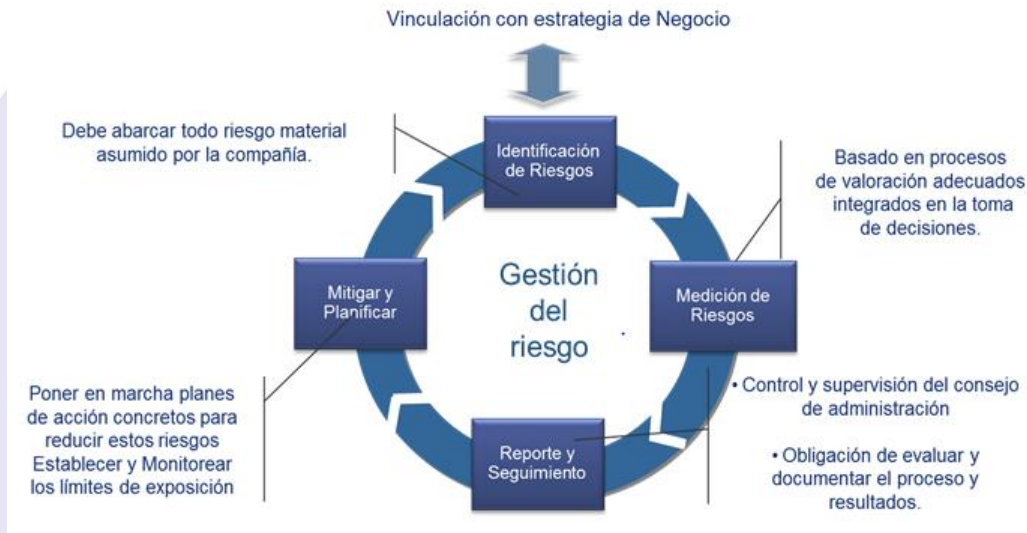 Vinculación con estrategia de Negocio
Debe abarcar todo riesgo material
asumido por la compañía.
Identificación
de Riesgos
Basado en procesos
de valoración adecuados
integrados en la toma
de decisiones.
Gestión
del
riesgo
Mitigar y
Planificar
Medición de
Riesgos
Poner en marcha planes
de acción concretos para
reducir estos riesgos
Establecer y Monitorear
los límites de exposición
Reporte y
Seguimiento
• Control y supervisión del consejo
de administración
• Obligación de evaluar y
documentar el proceso y
resultados.